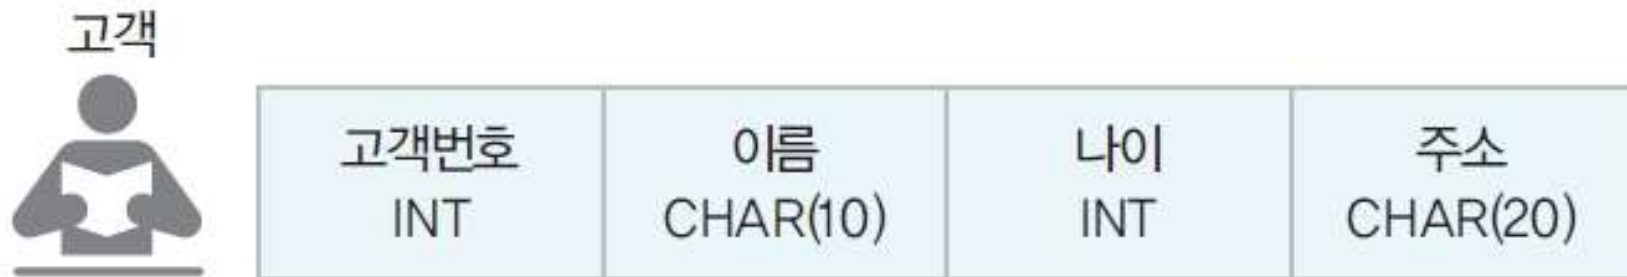 고객
고객번호 이름 나이 주소
INT CHAR(10) INT CHAR(20)